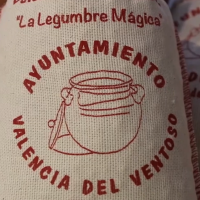 "La Legumbre Mágica"
AYUNTAMIENTO
VALENCIA DEL VENTOSO